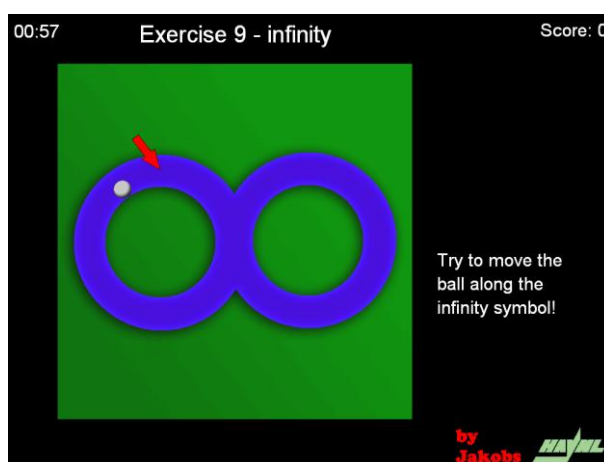 00:57
Exercise 9 - infinity
Score: 0
Try to move the
ball along the
infinity symbol!
by
Jakobs